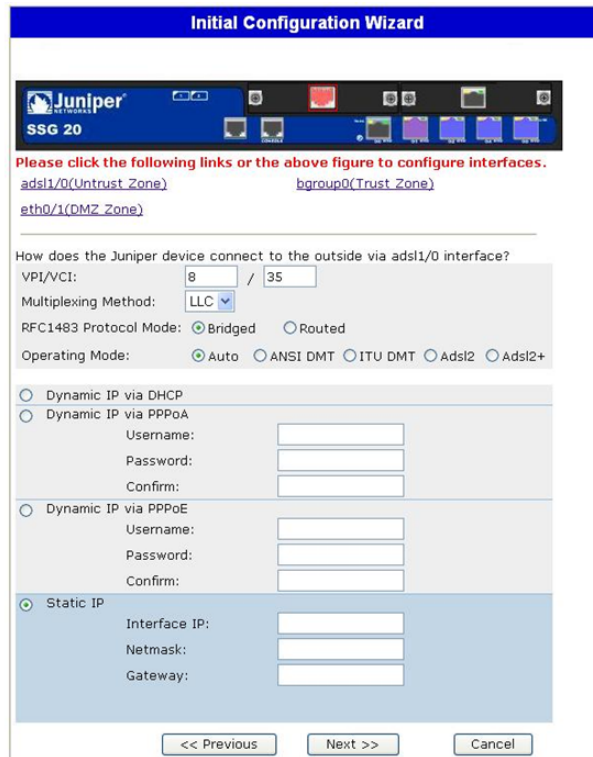 Initial Configuration Wizard
Juniper
NETWORKS
SSG 20
CONSOLE
Please click the following links or the above figure to configure interfaces.
adsl1/0(Untrust Zone) bgroup0(Trust Zone)
eth0/1(DMZ Zone)
How does the Juniper device connect to the outside via adsl1/0 interface?
VPI/VCI: 8 / 35
Multiplexing Method: LLC
RFC1483 Protocol Mode: Bridged Routed
Operating Mode: Auto ANSI DMT ITU DMT Adsl2 Adsl2+
Dynamic IP via DHCP
Dynamic IP via PPPoA
Username:
Password:
Confirm:
Dynamic IP via PPPoE
Username:
Password:
Confirm:
Static IP
Interface IP:
Netmask:
Gateway:
<< Previous Next >> Cancel